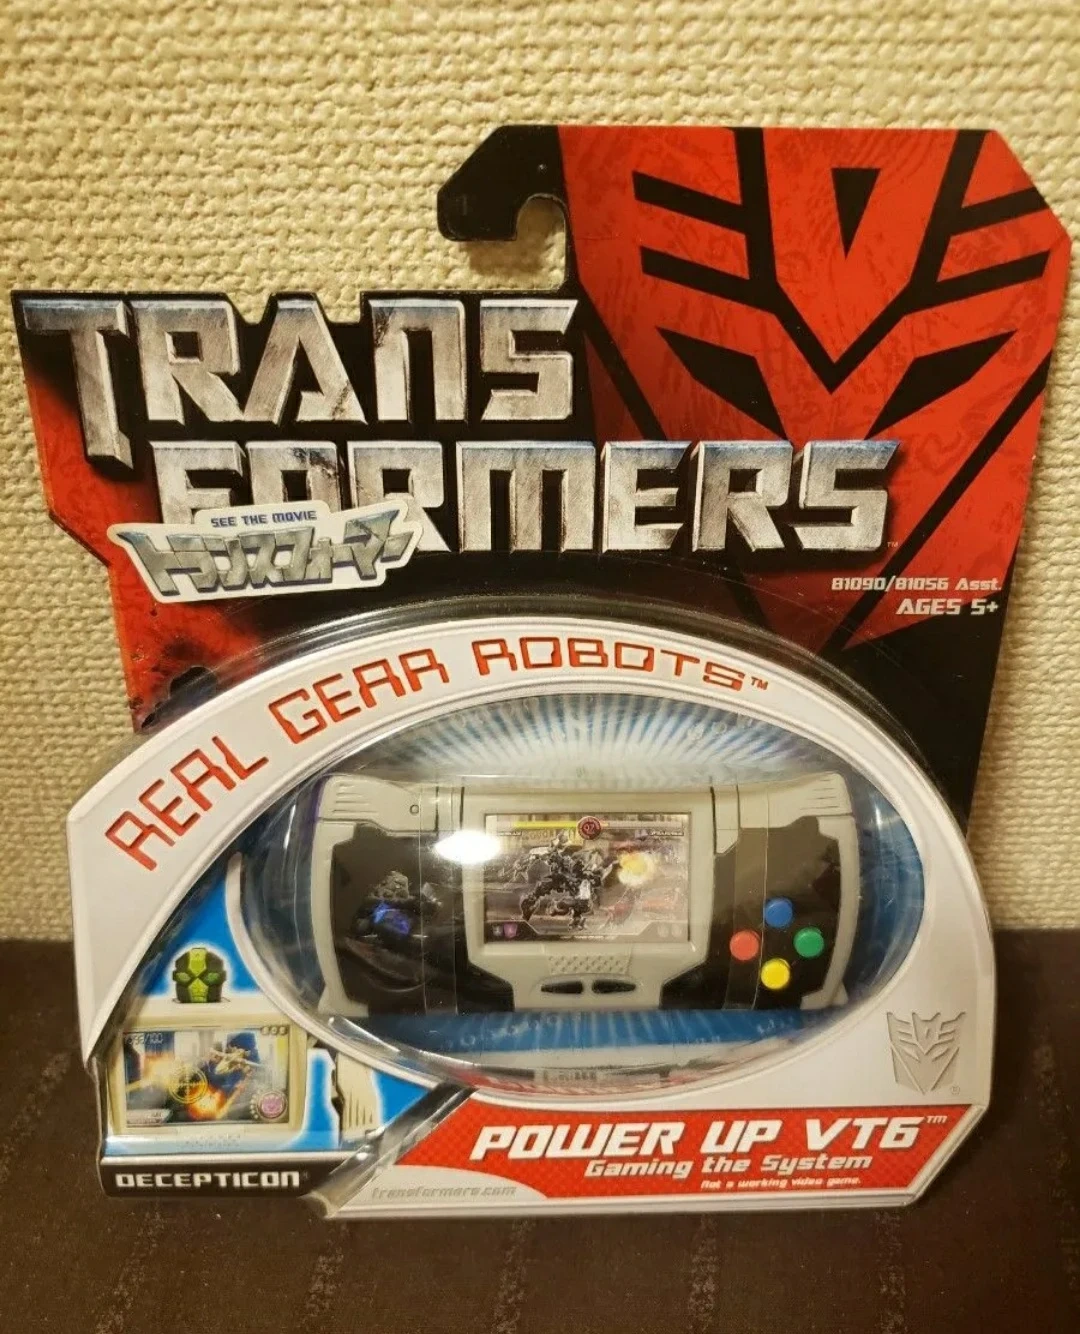 TRANS
FORMERS™
SEE THE MOVIE
トランスフォーマー
81090/81056 Asst.
AGES 5+
REAL GEAR ROBOTS™
DECEPTICON
POWER UP VT6™
Gaming the System
Not a working video game.
transformers.com
®